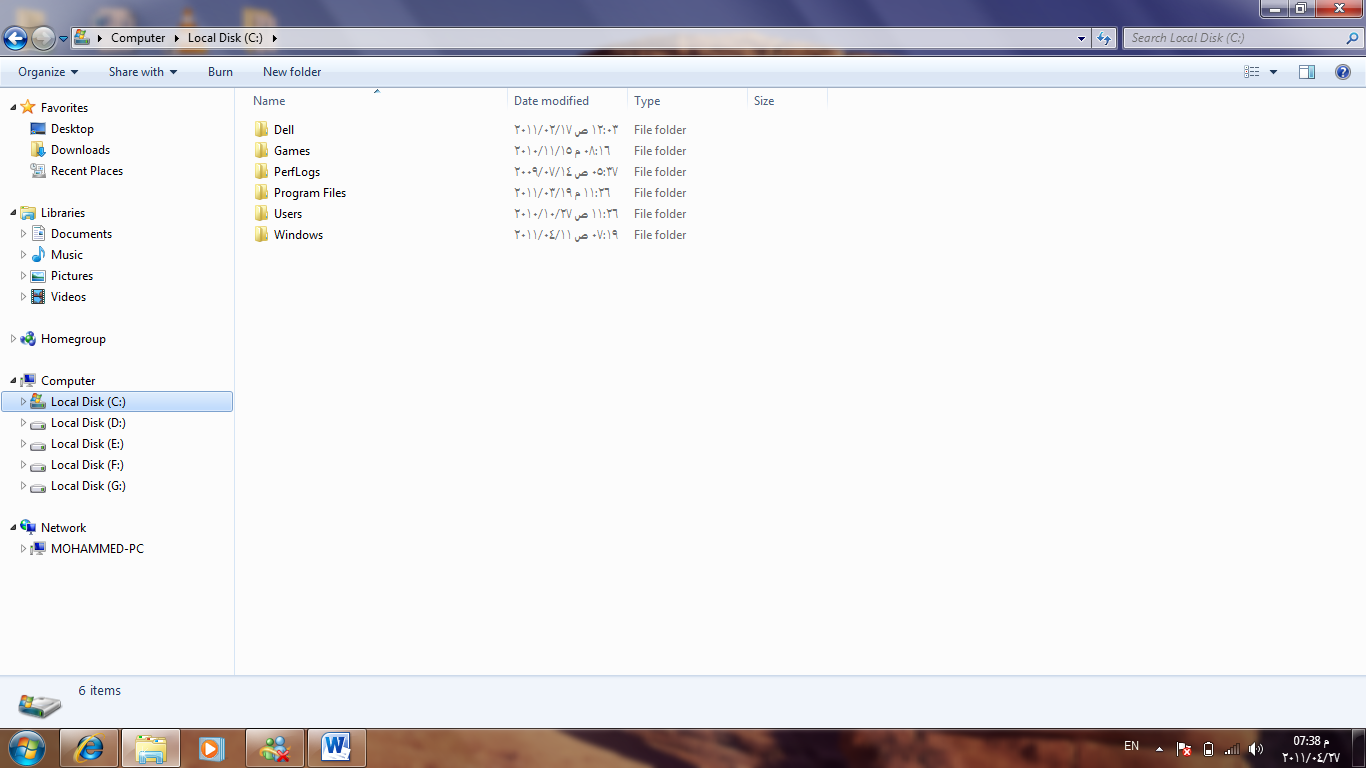 Computer Local Disk (C:)
Search Local Disk (C:)
Organize Share with Burn New folder
Name Date modified Type Size
Dell ٢٠١١/٠٢/١٧ ص ١٢:٠٣ File folder
Games ٢٠١٠/١١/١٥ م ٠٨:١٦ File folder
PerfLogs ٢٠٠٩/٠٧/١٤ ص ٠٥:٣٧ File folder
Program Files ٢٠١١/٠٣/١٩ م ١١:٢٦ File folder
Users ٢٠١٠/١٠/٢٧ ص ١١:٢٦ File folder
Windows ٢٠١١/٠٤/١١ ص ٠٧:١٩ File folder
Favorites
Desktop
Downloads
Recent Places
Libraries
Documents
Music
Pictures
Videos
Homegroup
Computer
Local Disk (C:)
Local Disk (D:)
Local Disk (E:)
Local Disk (F:)
Local Disk (G:)
Network
MOHAMMED-PC
6 items
EN
07:38 م
٢٠١١/٠٤/٢٧